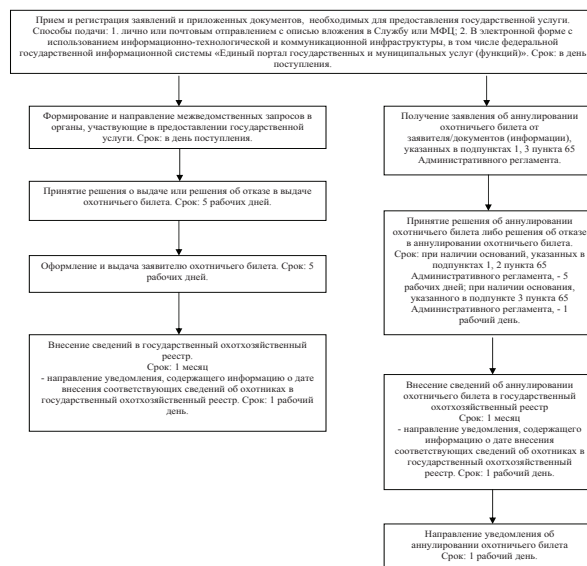 Прием и регистрация заявлений и приложенных документов, необходимых для предоставления государственной услуги.
Способы подачи: 1. лично или почтовым отправлением с описью вложения в Службу или МФЦ; 2. В электронной форме с
использованием информационно-технологической и коммуникационной инфраструктуры, в том числе федеральной
государственной информационной системы «Единый портал государственных и муниципальных услуг (функций)». Срок: в день
поступления.
Формирование и направление межведомственных запросов в
органы, участвующие в предоставлении государственной
услуги. Срок: в день поступления.
Принятие решения о выдаче или решения об отказе в выдаче
охотничьего билета. Срок: 5 рабочих дней.
Оформление и выдача заявителю охотничьего билета. Срок: 5
рабочих дней.
Внесение сведений в государственный охотхозяйственный
реестр.
Срок: 1 месяц
- направление уведомления, содержащего информацию о дате
внесения соответствующих сведений об охотниках в
государственный охотхозяйственный реестр. Срок: 1 рабочий
день.
Получение заявления об аннулировании
охотничьего билета от
заявителя/документов (информации),
указанных в подпунктах 1, 3 пункта 65
Административного регламента.
Принятие решения об аннулировании
охотничьего билета либо решения об отказе
в аннулировании охотничьего билета.
Срок: при наличии оснований, указанных в
подпунктах 1, 2 пункта 65
Административного регламента, - 5
рабочих дней; при наличии основания,
указанного в подпункте 3 пункта 65
Административного регламента, - 1
рабочий день.
Внесение сведений об аннулировании
охотничьего билета в государственный
охотхозяйственный реестр
Срок: 1 месяц
- направление уведомления, содержащего
информацию о дате внесения
соответствующих сведений об охотниках в
государственный охотхозяйственный
реестр. Срок: 1 рабочий день.
Направление уведомления об
аннулировании охотничьего билета
Срок: 1 рабочий день.